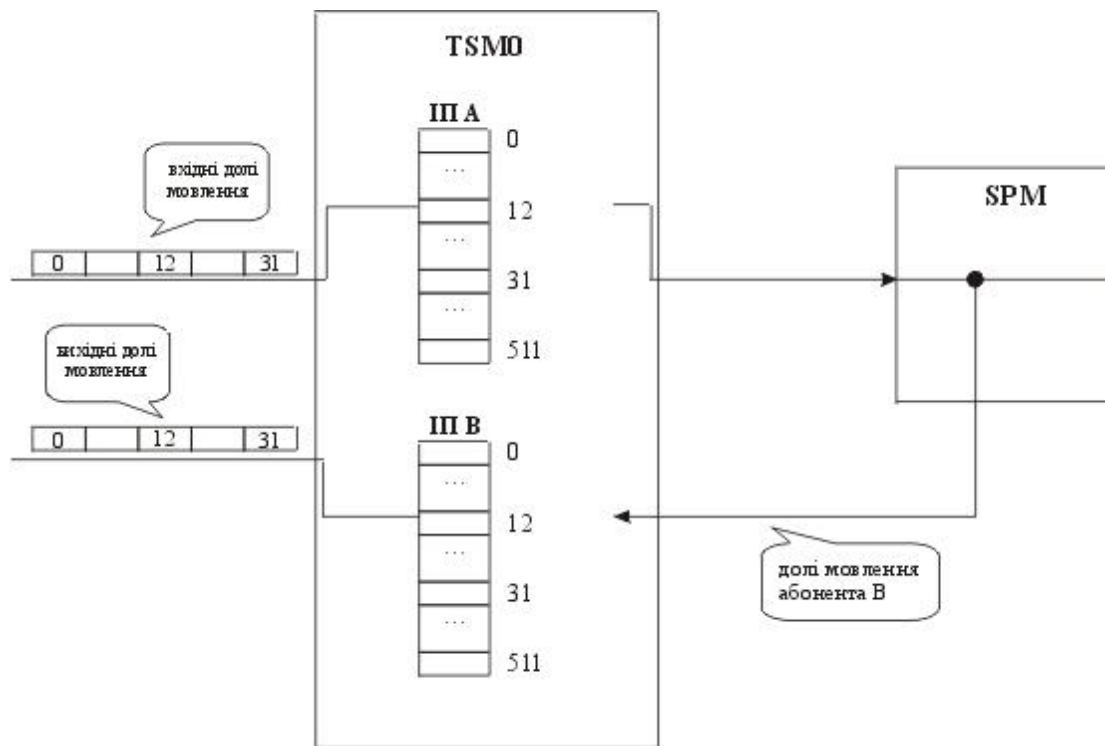 TSM0
ІП А
0
...
12
...
31
...
511
вхідні долі
мовлення
0 12 31
SPM
вихідні долі
мовлення
0 12 31
ІП В
0
...
12
...
31
...
511
долі мовлення
абонента В